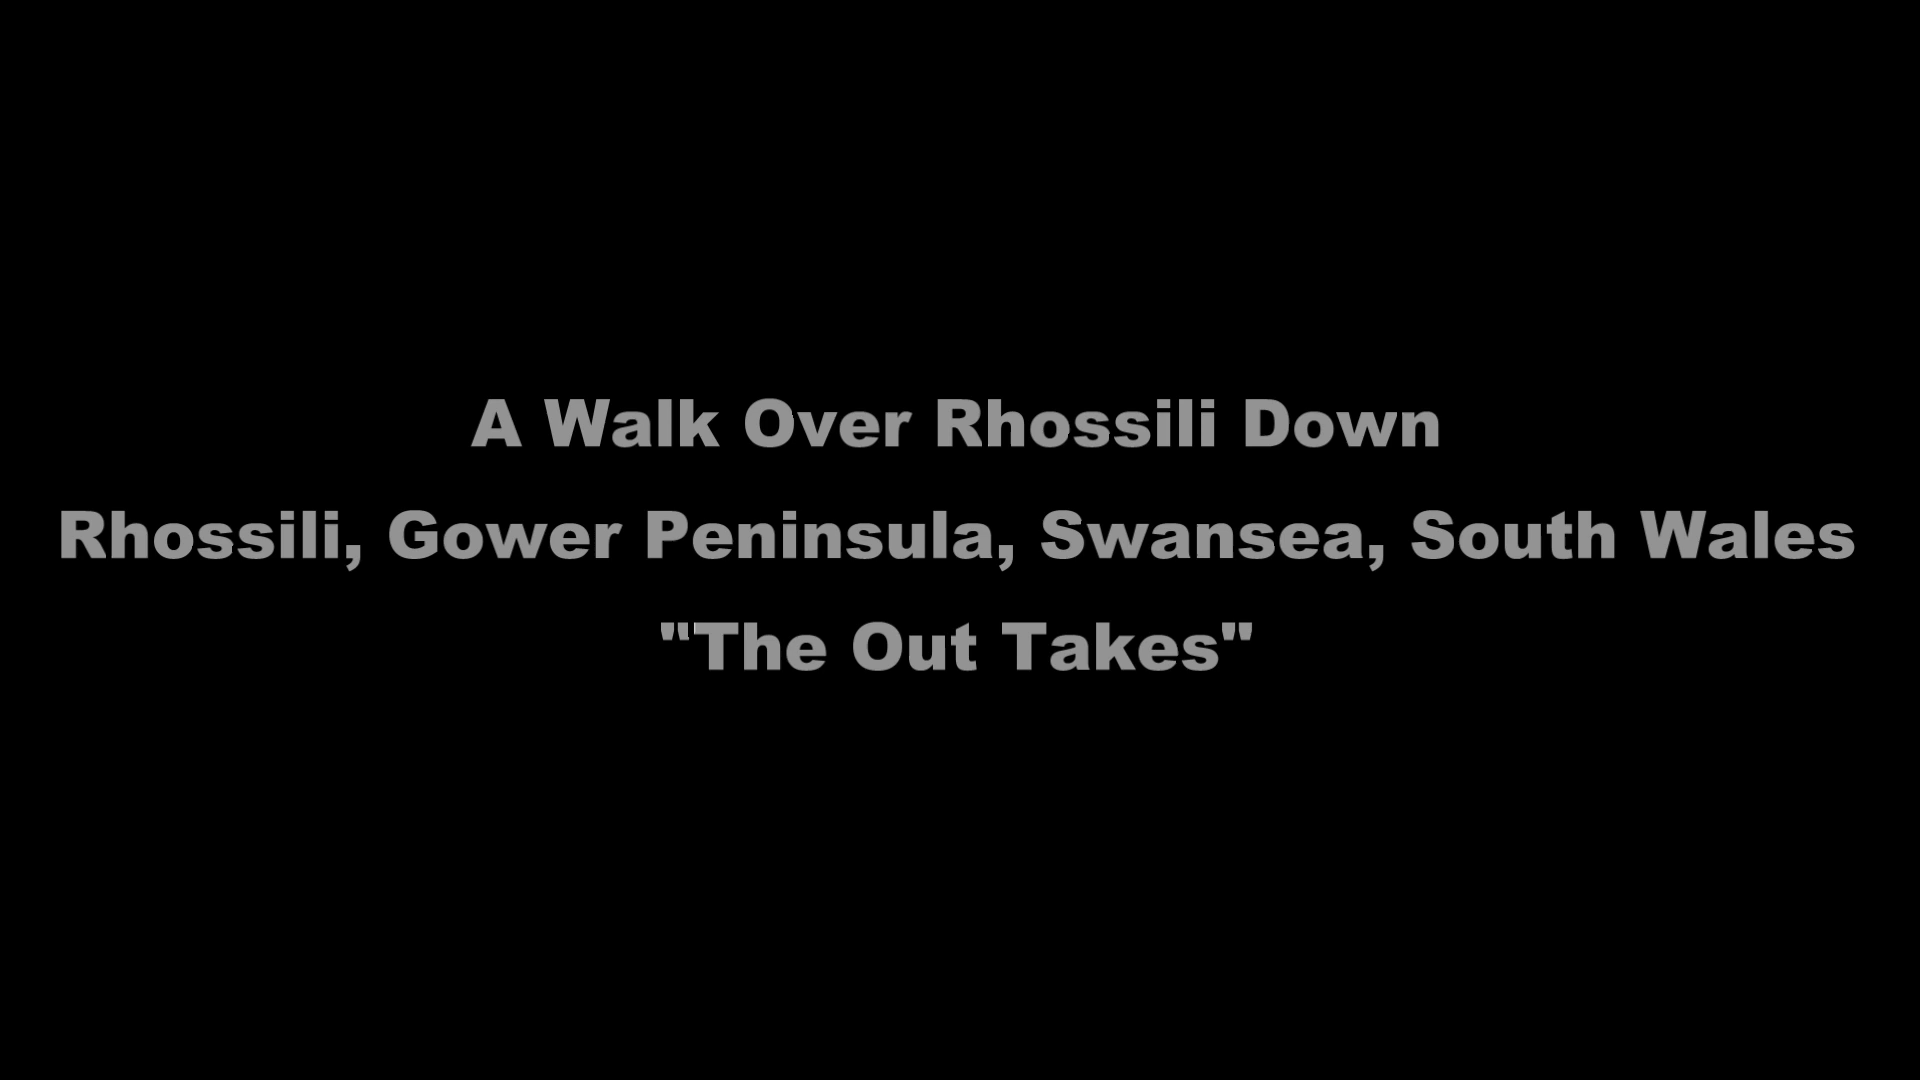 A Walk Over Rhossili Down
Rhossili, Gower Peninsula, Swansea, South Wales
"The Out Takes"